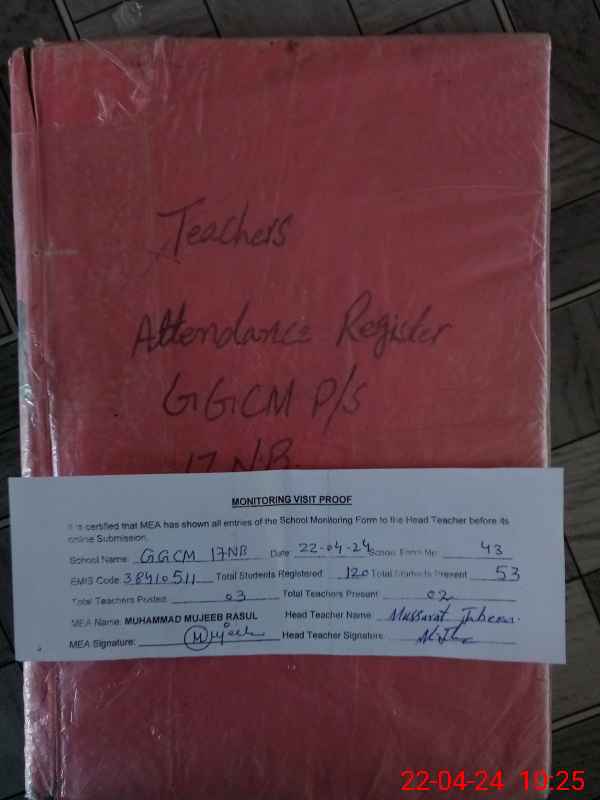 Teachers
Attendance Register
GGCM P/S
17 NB.
MONITORING VISIT PROOF
It is certified that MEA has shown all entries of the School Monitoring Form to the Head Teacher before its
online Submission.
School Name: GGCM 17NB Date: 22-04-24 School Form No: 43
EMIS Code: 38410511 Total Students Registered: 120 Total Students Present 53
Total Teachers Posted: 03 Total Teachers Present: 02
MEA Name: MUHAMMAD MUJEEB RASUL Head Teacher Name: Mussarat
MEA Signature: Mujeeb Head Teacher Signature
22-04-24 10:25